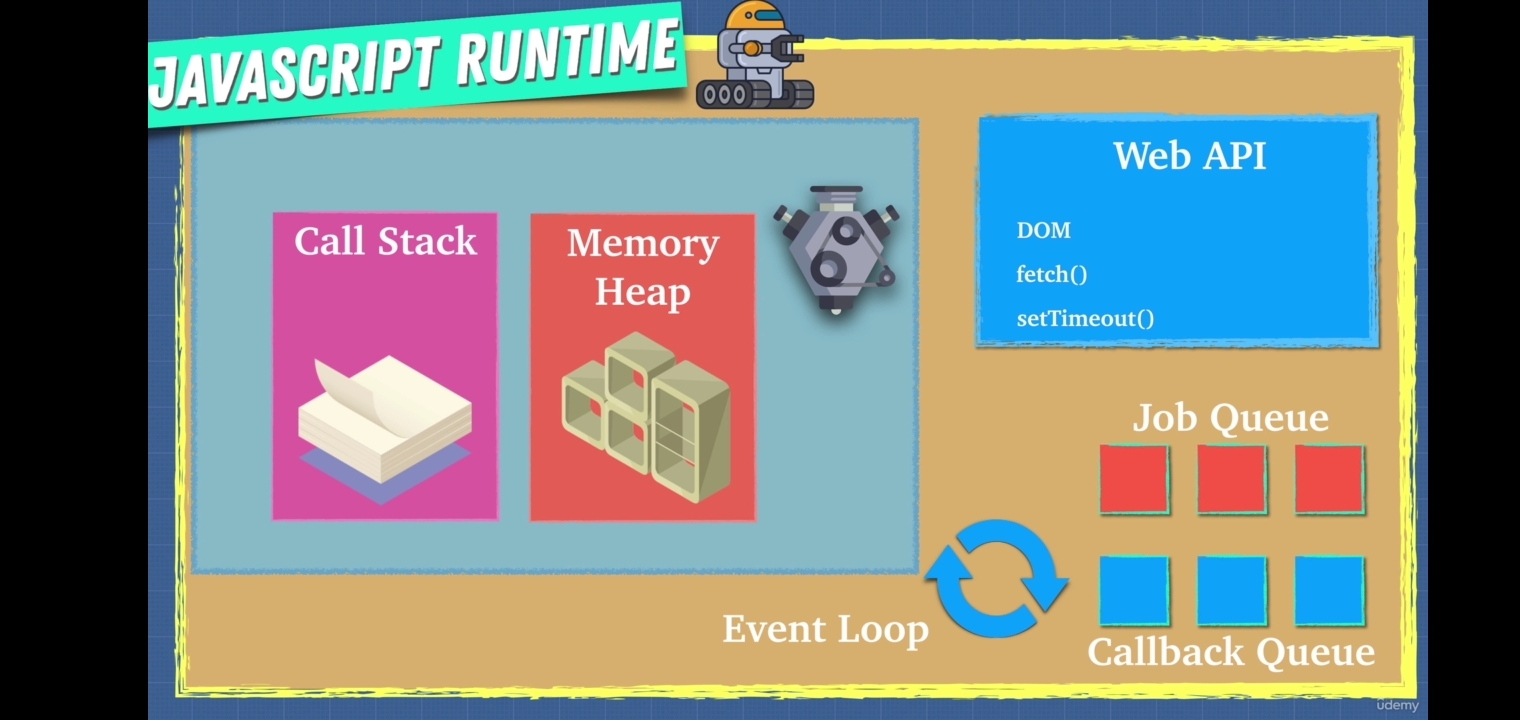 JAVASCRIPT RUNTIME
Call Stack
Memory
Heap
Web API
DOM
fetch()
setTimeout()
Job Queue
Event Loop
Callback Queue
udemy